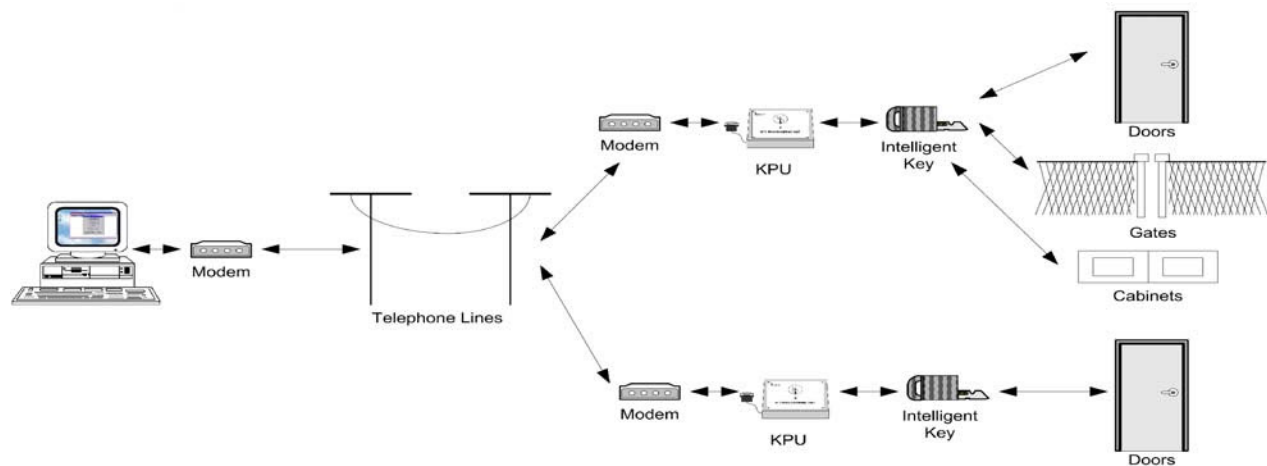 Doors
Modem
KPU
Intelligent
Key
Gates
Modem
Cabinets
Telephone Lines
Modem
KPU
Intelligent
Key
Doors